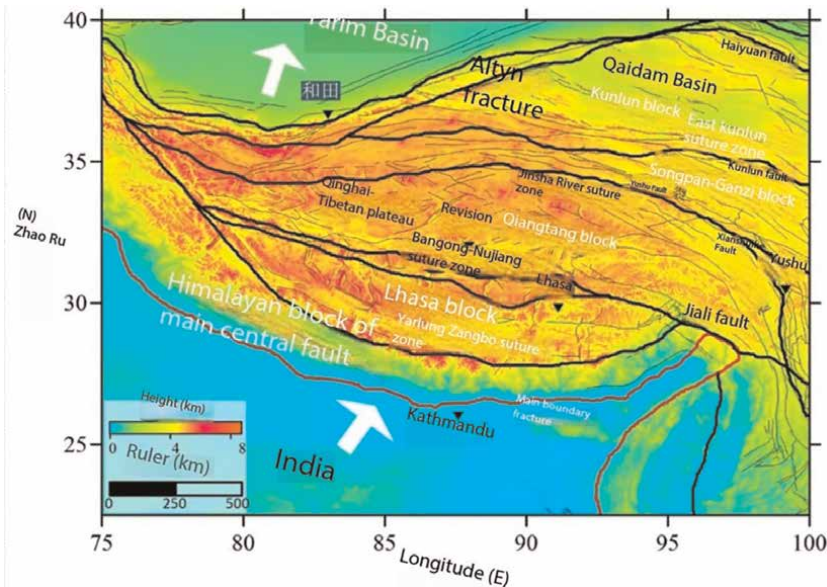 40
35
30
25
(N)
Zhao Ru
Tarim Basin
和田
Altyn
fracture
Haiyuan fault
Qaidam Basin
Kunlun block
East kunlun
suture zone
Kunlun fault
Songpan-Ganzi block
Jinsha River suture
zone
Yushu Fault
Qinghai-
Tibetan plateau
Revision
Qiangtang block
Fault
Yushu
Bangong-Nujiang
suture zone
Lhasa
Lhasa block
Yarlung Zangbo suture
zone
Jiali fault
Himalayan block of
main central fault
Main boundary
fracture
Kathmandu
India
Height (km)
0 4 8
Ruler (km)
0 250 500
75 80 85 90 95 100
Longitude (E)